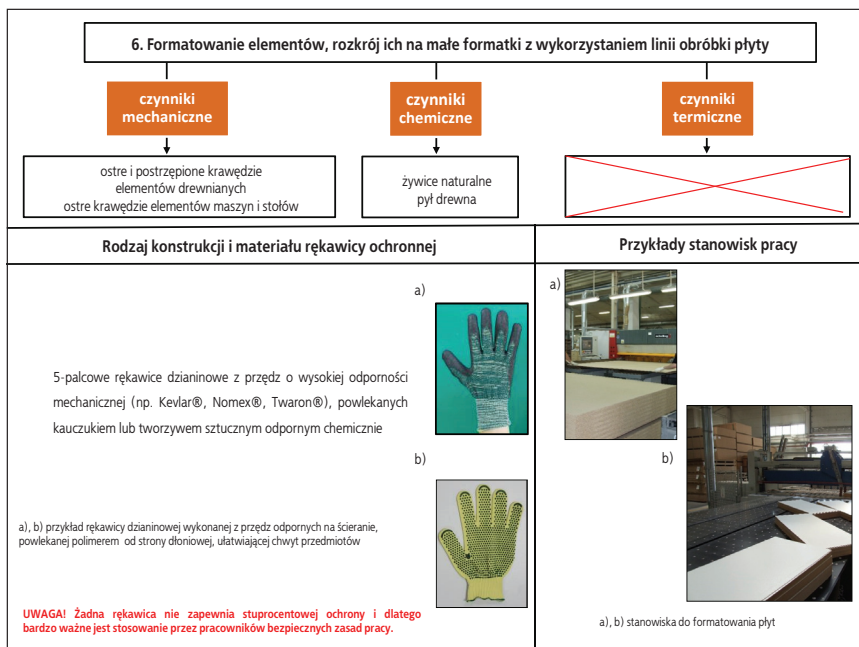 6. Formatowanie elementów, rozkrój ich na małe formatki z wykorzystaniem linii obróbki płyty
czynniki
mechaniczne
czynniki
chemiczne
czynniki
termiczne
ostre i postrzępione krawędzie
elementów drewnianych
ostre krawędzie elementów maszyn i stołów
żywice naturalne
pył drewna
Rodzaj konstrukcji i materiału rękawicy ochronnej
a)
5-palcowe rękawice dzianinowe z przędz o wysokiej odporności
mechanicznej (np. Kevlar®, Nomex®, Twaron®), powlekanych
kauczukiem lub tworzywem sztucznym odpornym chemicznie
b)
a), b) przykład rękawicy dzianinowej wykonanej z przędz odpornych na ścieranie,
powlekanej polimerem od strony dłoniowej, ułatwiającej chwyt przedmiotów
UWAGA! Żadna rękawica nie zapewnia stuprocentowej ochrony i dlatego
bardzo ważne jest stosowanie przez pracowników bezpiecznych zasad pracy.
Przykłady stanowisk pracy
a)
b)
a), b) stanowiska do formatowania płyt